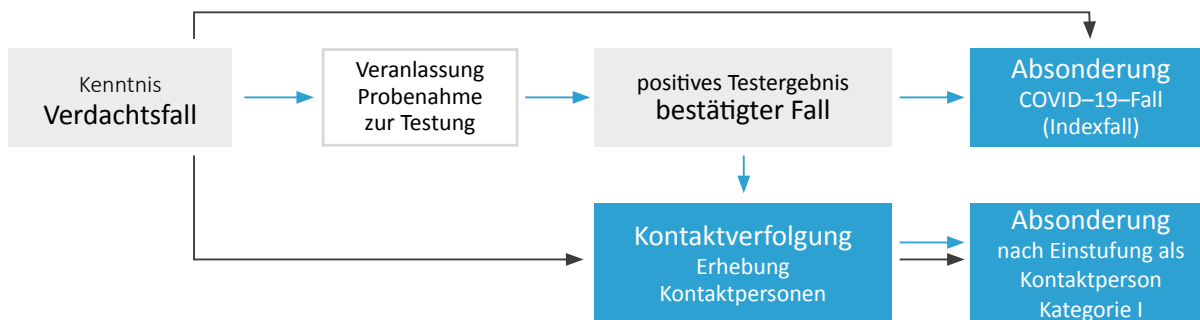 Kenntnis
Verdachtsfall
Veranlassung
Probenahme
zur Testung
positives Testergebnis
bestätigter Fall
Absonderung
COVID–19–Fall
(Indexfall)
Kontaktverfolgung
Erhebung
Kontaktpersonen
Absonderung
nach Einstufung als
Kontaktperson
Kategorie I